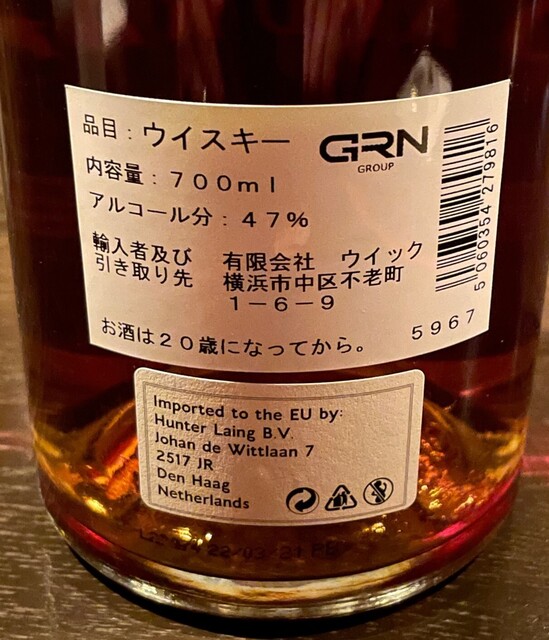 品目：ウイスキー
GRN
GROUP
内容量：700ml
アルコール分：47%
輸入者及び
引き取り先
有限会社 ウイック
横浜市中区不老町
1-6-9
お酒は20歳になってから。
5967
5060354279816
Imported to the EU by:
Hunter Laing B.V.
Johan de Wittlaan 7
2517 JR
Den Haag
Netherlands
22/03/21